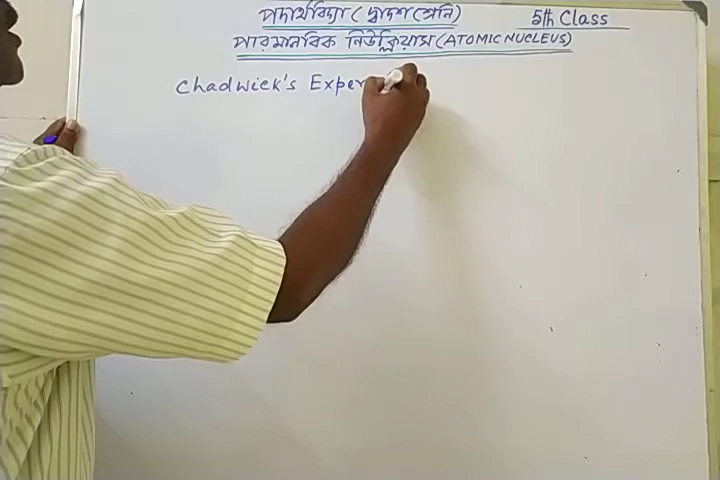 পদার্থবিদ্যা (দ্বাদশ শ্রেনি) 5th Class
পারমানবিক নিউক্লিয়াস (ATOMIC NUCLEUS)
Chadwick's Exper